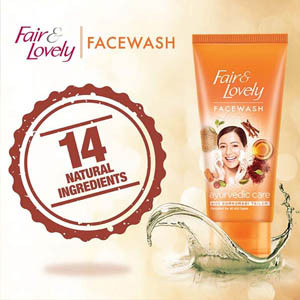 Fair & Lovely | FACEWASH
14
NATURAL
INGREDIENTS
Fair &
Lovely
FACEWASH
ayurvedic care